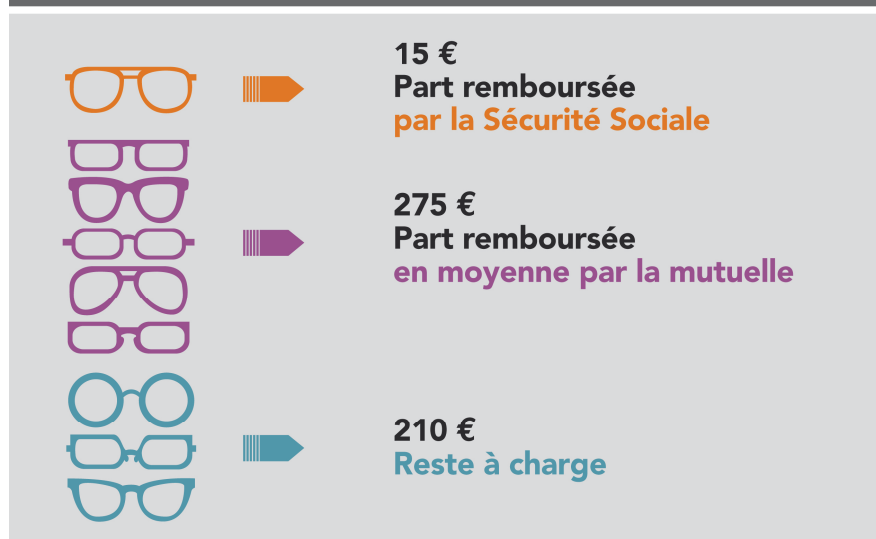 15 €
Part remboursée
par la Sécurité Sociale
275 €
Part remboursée
en moyenne par la mutuelle
210 €
Reste à charge